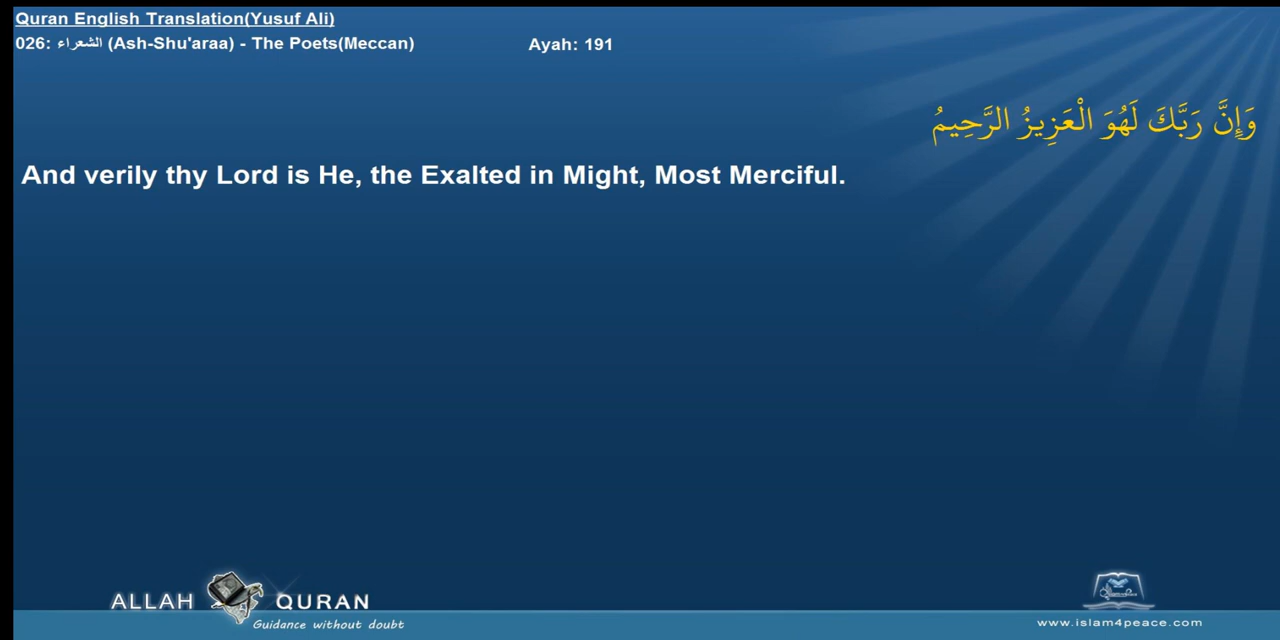 Quran English Translation(Yusuf Ali)
026: الشعراء (Ash-Shu'araa) - The Poets(Meccan) Ayah: 191
وَإِنَّ رَبَّكَ لَهُوَ الْعَزِيزُ الرَّحِيمُ
And verily thy Lord is He, the Exalted in Might, Most Merciful.
ALLAH QURAN
Guidance without doubt
www.islam4peace.com